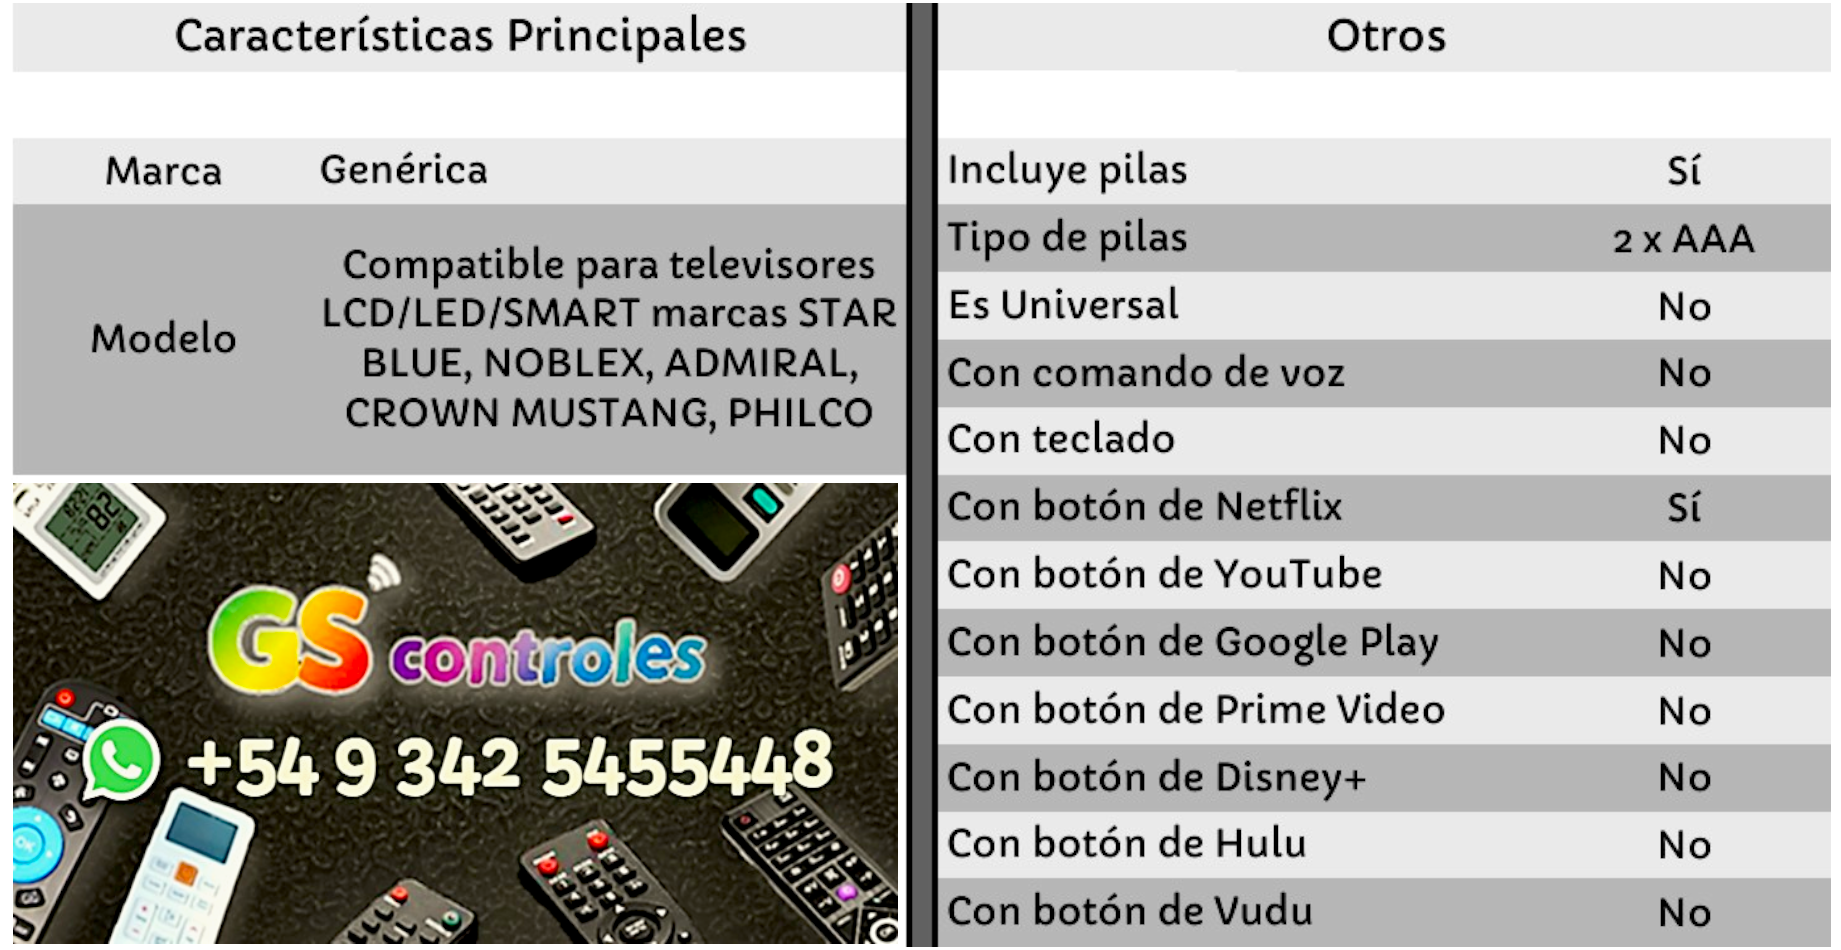 Características Principales
Marca Genérica
Modelo
Compatible para televisores
LCD/LED/SMART marcas STAR
BLUE, NOBLEX, ADMIRAL,
CROWN MUSTANG, PHILCO
GS controles
+54 9 342 5455448
82
OK
Otros
Incluye pilas Sí
Tipo de pilas 2 x AAA
Es Universal No
Con comando de voz No
Con teclado No
Con botón de Netflix Sí
Con botón de YouTube No
Con botón de Google Play No
Con botón de Prime Video No
Con botón de Disney+ No
Con botón de Hulu No
Con botón de Vudu No